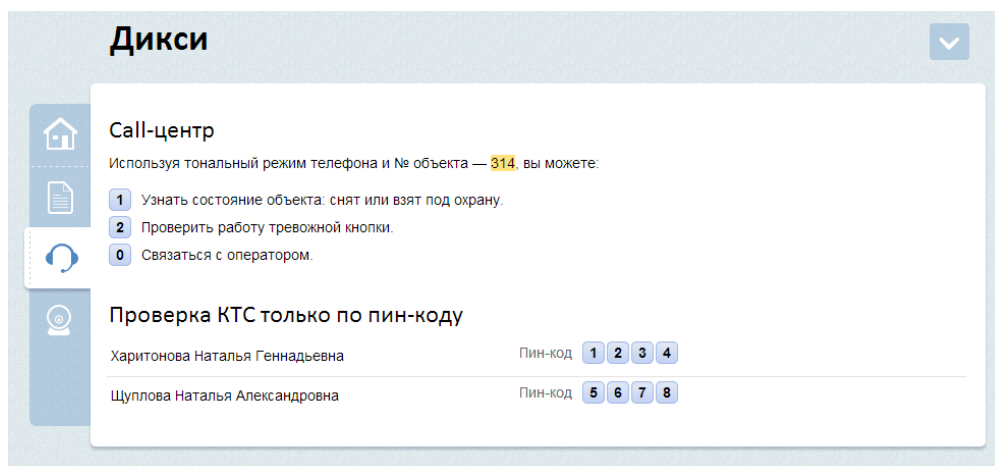 Дикси
Call-центр
Используя тональный режим телефона и № объекта — 314, вы можете:
1 Узнать состояние объекта: снят или взят под охрану.
2 Проверить работу тревожной кнопки.
0 Связаться с оператором.
Проверка КТС только по пин-коду
Харитонова Наталья Геннадьевна Пин-код 1 2 3 4
Щуплова Наталья Александровна Пин-код 5 6 7 8